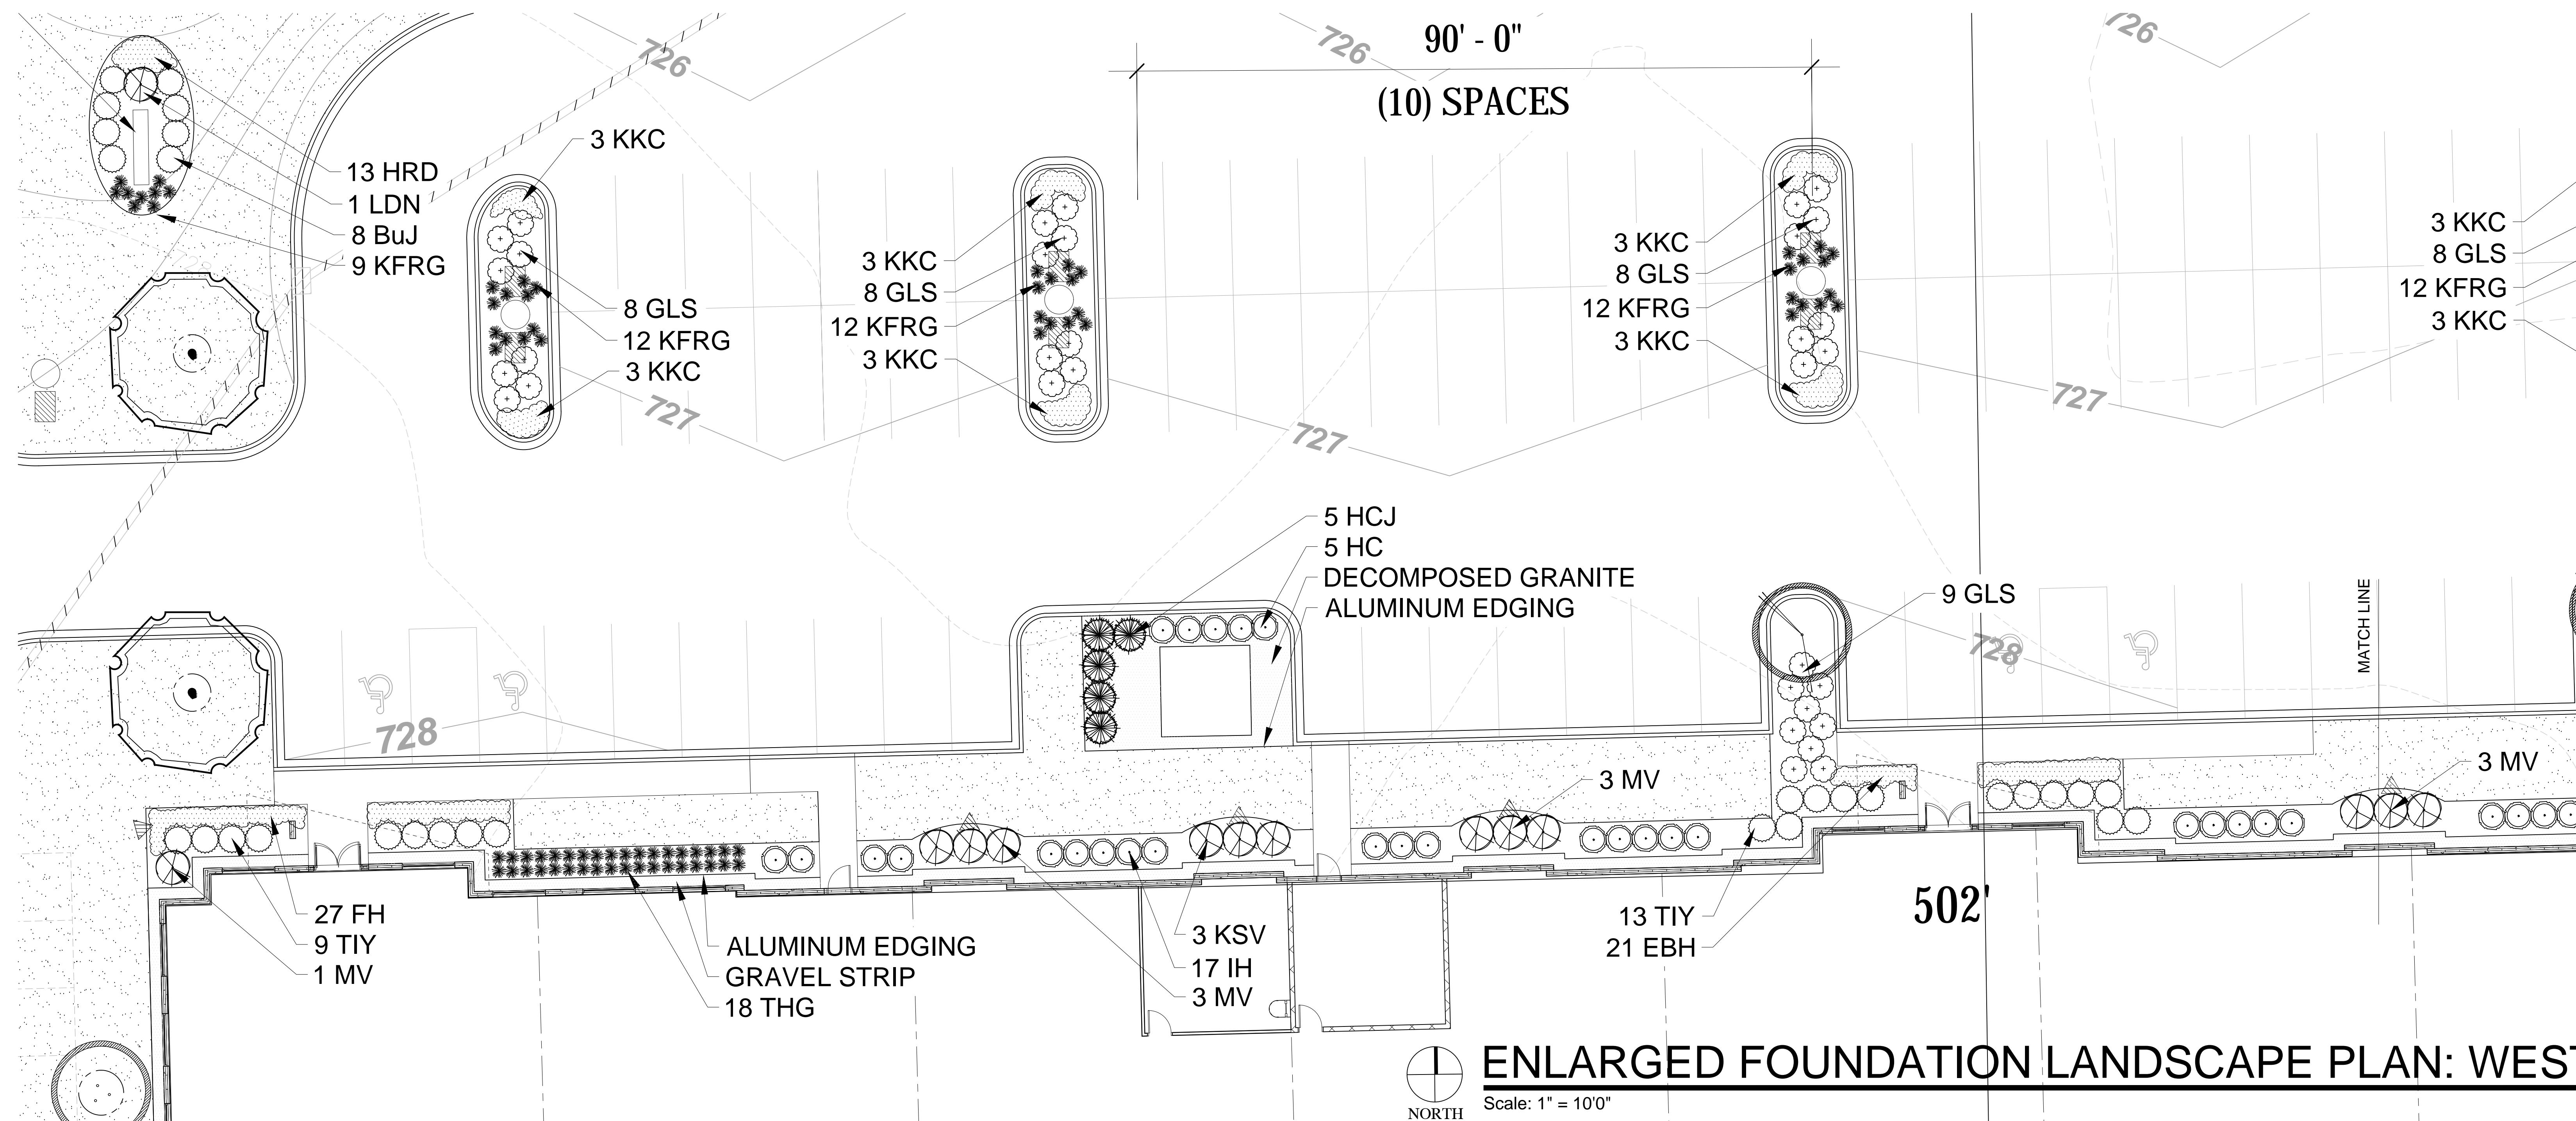 726
726
726
90' - 0"
(10) SPACES
3 KKC
13 HRD
1 LDN
8 BuJ
9 KFRG
8 GLS
12 KFRG
3 KKC
3 KKC
8 GLS
12 KFRG
3 KKC
3 KKC
8 GLS
12 KFRG
3 KKC
3 KKC
8 GLS
12 KFRG
3 KKC
727
727
727
5 HCJ
5 HC
DECOMPOSED GRANITE
ALUMINUM EDGING
9 GLS
728
728
MATCH LINE
3 MV
3 MV
27 FH
9 TIY
1 MV
ALUMINUM EDGING
GRAVEL STRIP
18 THG
3 KSV
17 IH
3 MV
13 TIY
21 EBH
502'
NORTH
ENLARGED FOUNDATION LANDSCAPE PLAN: WEST
Scale: 1" = 10'0"